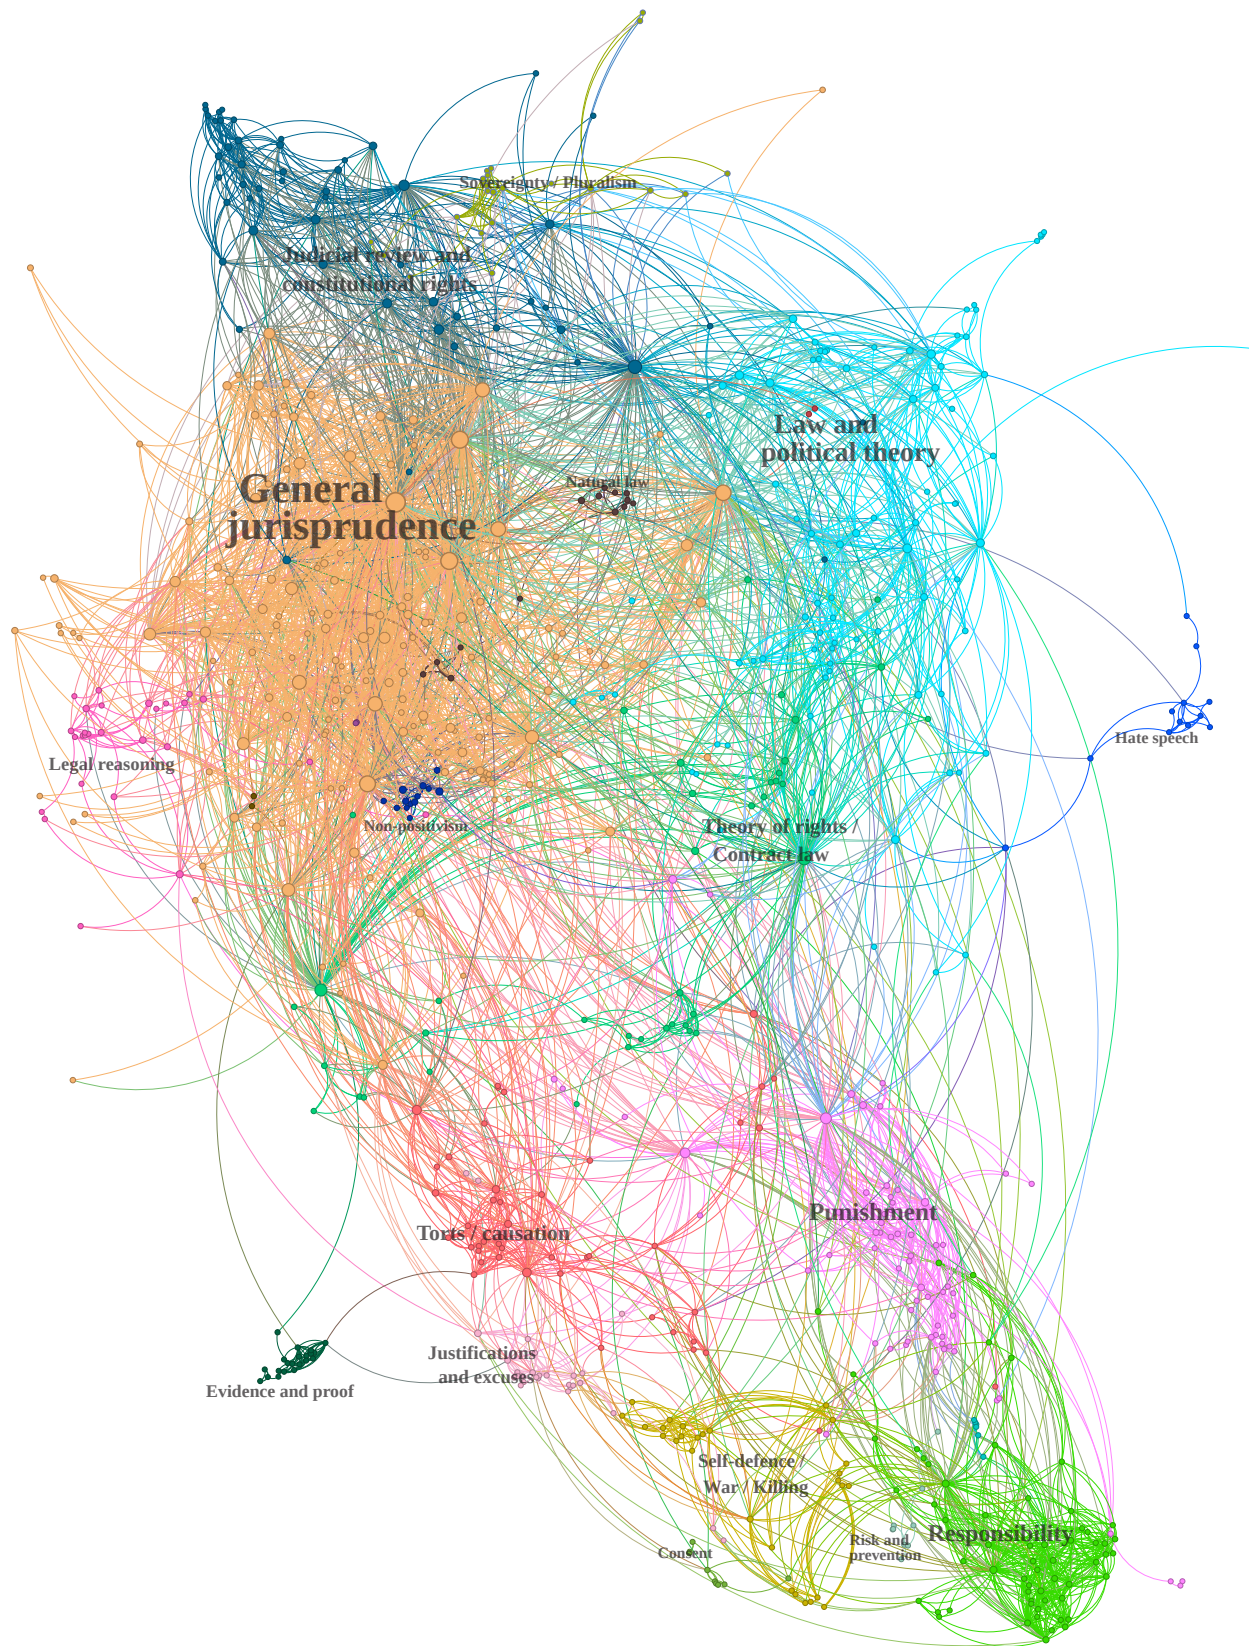 Sovereignty / Pluralism
Judicial review and
constitutional rights
Law and
political theory
General
jurisprudence
Natural law
Hate speech
Legal reasoning
Non-positivism
Theory of rights /
Contract law
Punishment
Torts / causation
Justifications
and excuses
Evidence and proof
Self-defence /
War / Killing
Responsibility
Risk and
prevention
Consent